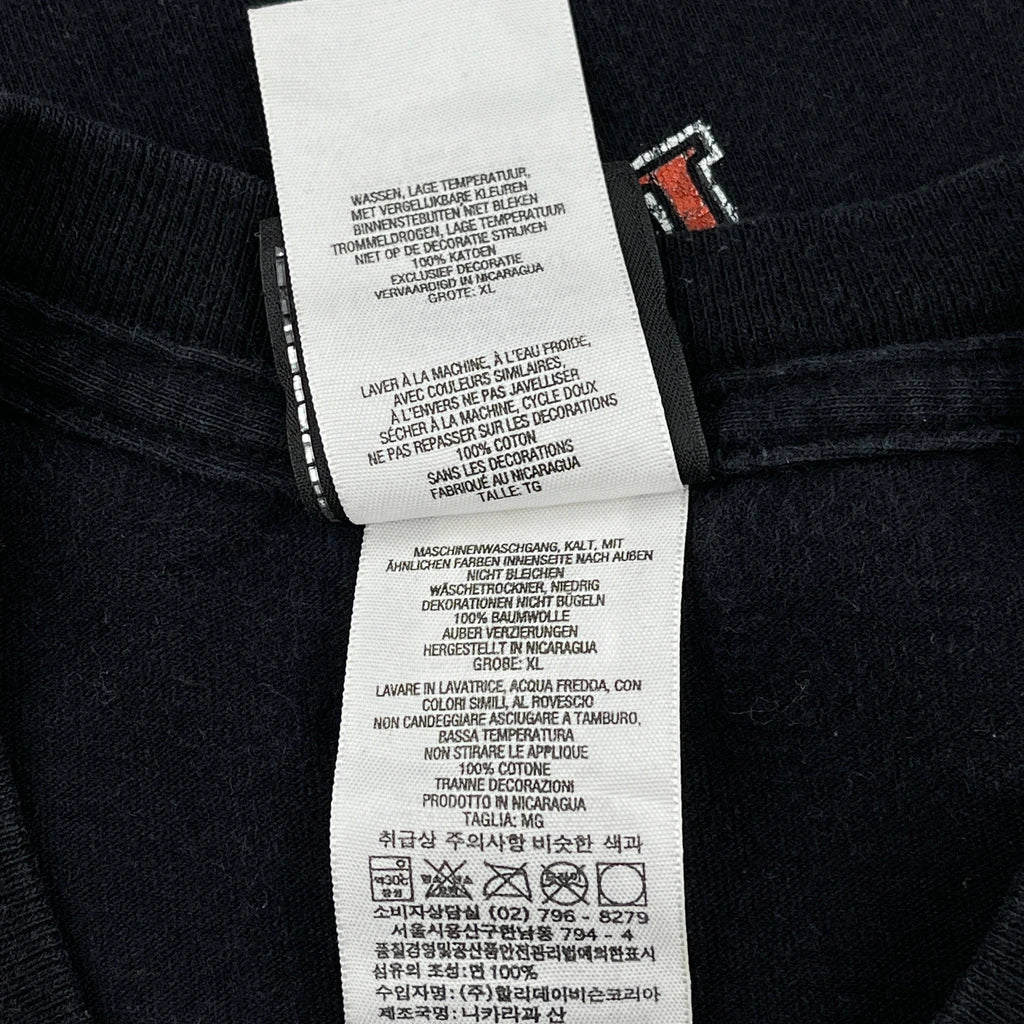 WASSEN, LAGE TEMPERATUUR,
MET VERGELIJKBARE KLEUREN
BINNENSTEBUITEN NIET BLEKEN
TROMMELDROGEN, LAGE TEMPERATUUR
NIET OP DE DECORATIE STRIJKEN
100% KATOEN
EXCLUSIEF DECORATIE
VERVAARDIGD IN NICARAGUA
GROTE: XL
LAVER À LA MACHINE, À L'EAU FROIDE,
AVEC COULEURS SIMILAIRES,
À L'ENVERS NE PAS JAVELLISER
SÉCHER À LA MACHINE, CYCLE DOUX
NE PAS REPASSER SUR LES DECORATIONS
100% COTON
SANS LES DECORATIONS
FABRIQUÉ AU NICARAGUA
TALLE: TG
MASCHINENWASCHGANG, KALT, MIT
ÄHNLICHEN FARBEN INNENSEITE NACH AUßEN
NICHT BLEICHEN
WÄSCHETROCKNER, NIEDRIG
DEKORATIONEN NICHT BÜGELN
100% BAUMWOLLE
AUBER VERZIERUNGEN
HERGESTELLT IN NICARAGUA
GROBE: XL
LAVARE IN LAVATRICE, ACQUA FREDDA, CON
COLORI SIMILI, AL ROVESCIO
NON CANDEGGIARE ASCIUGARE A TAMBURO,
BASSA TEMPERATURA
NON STIRARE LE APPLIQUE
100% COTONE
TRANNE DECORAZIONI
PRODOTTO IN NICARAGUA
TAGLIA: MG
취급상 주의사항 비슷한 색과
약30℃
중성
소비자상담실 (02) 796 - 8279
서울시용산구한남동 794 - 4
품질경영및공산품안전관리법에의한표시
섬유의 조성:면 100%
수입자명: (주)할리데이비슨코리아
제조국명: 니카라과 산